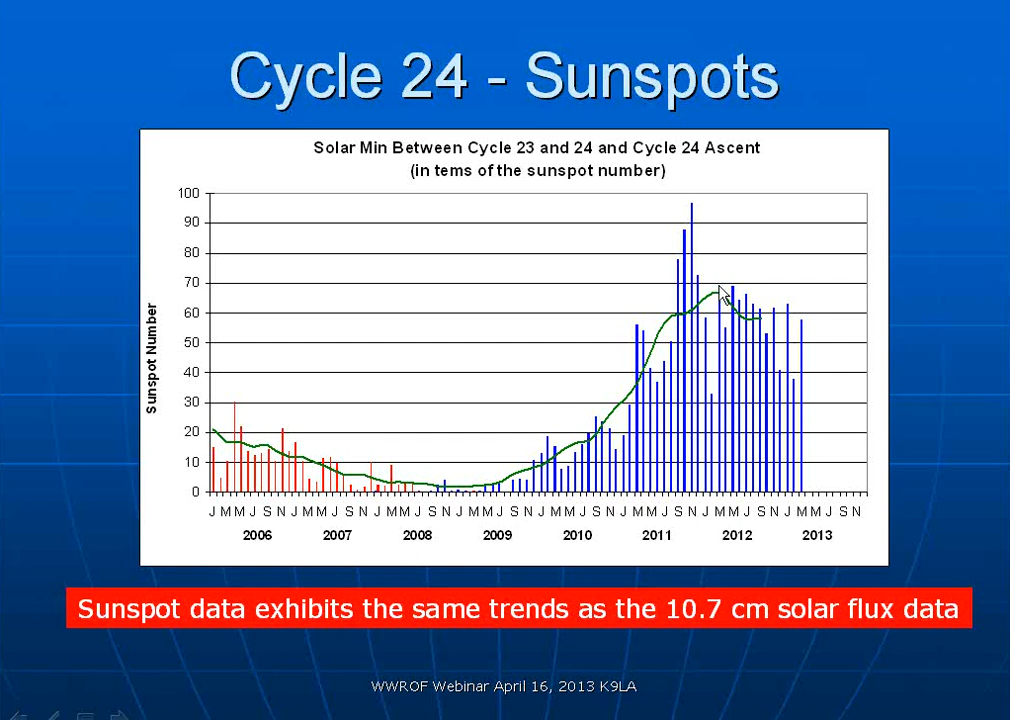 Cycle 24 - Sunspots
Solar Min Between Cycle 23 and 24 and Cycle 24 Ascent
(in tems of the sunspot number)
Sunspot Number
100
90
80
70
60
50
40
30
20
10
0
J M M J S N J M M J S N J M M J S N J M M J S N J M M J S N J M M J S N J M M J S N J M M J S N
2006 2007 2008 2009 2010 2011 2012 2013
Sunspot data exhibits the same trends as the 10.7 cm solar flux data
WWROF Webinar April 16, 2013 K9LA